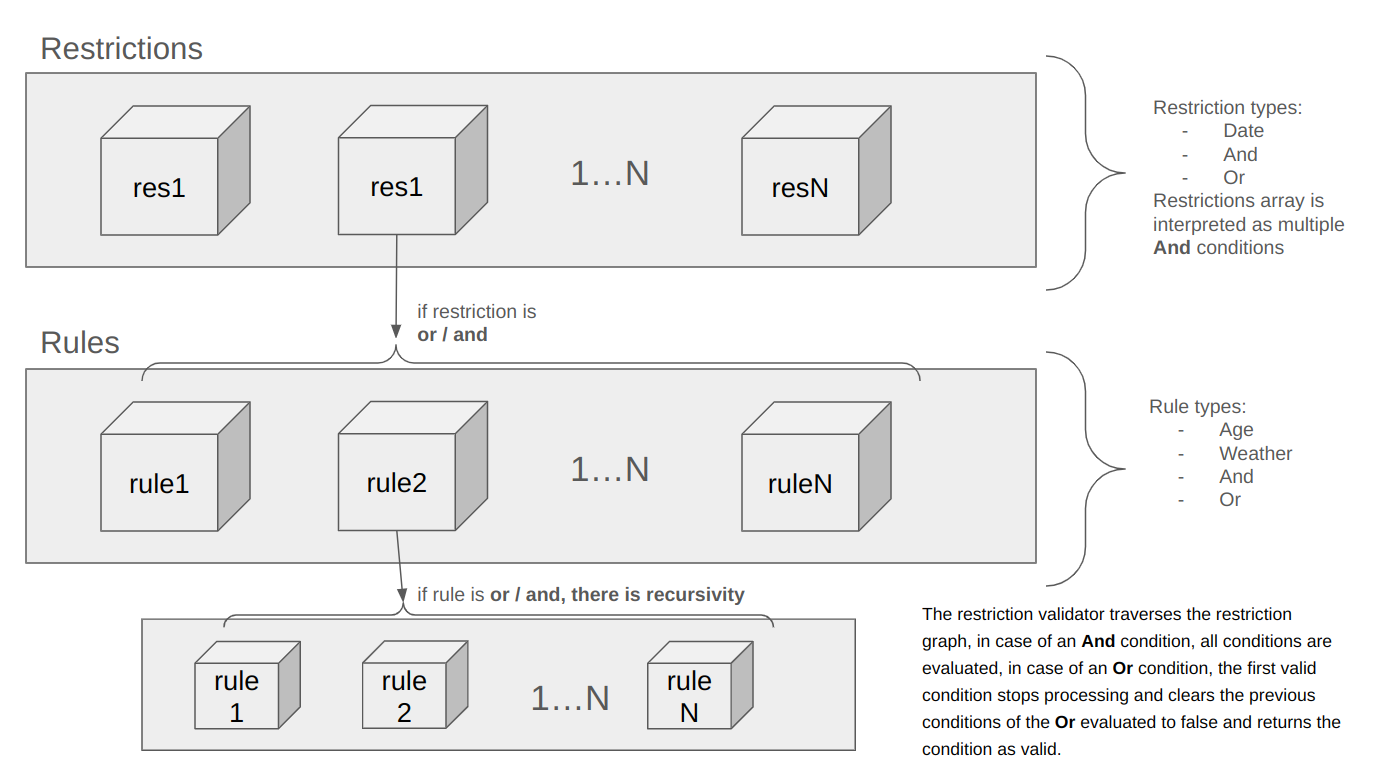 Restrictions
res1
res1
1...N
resN
Restriction types:
- Date
- And
- Or
Restrictions array is
interpreted as multiple
And conditions
if restriction is
or / and
Rules
rule1
rule2
1...N
ruleN
Rule types:
- Age
- Weather
- And
- Or
if rule is or / and, there is recursivity
rule
1
rule
2
1...N
rule
N
The restriction validator traverses the restriction
graph, in case of an And condition, all conditions are
evaluated, in case of an Or condition, the first valid
condition stops processing and clears the previous
conditions of the Or evaluated to false and returns the
condition as valid.